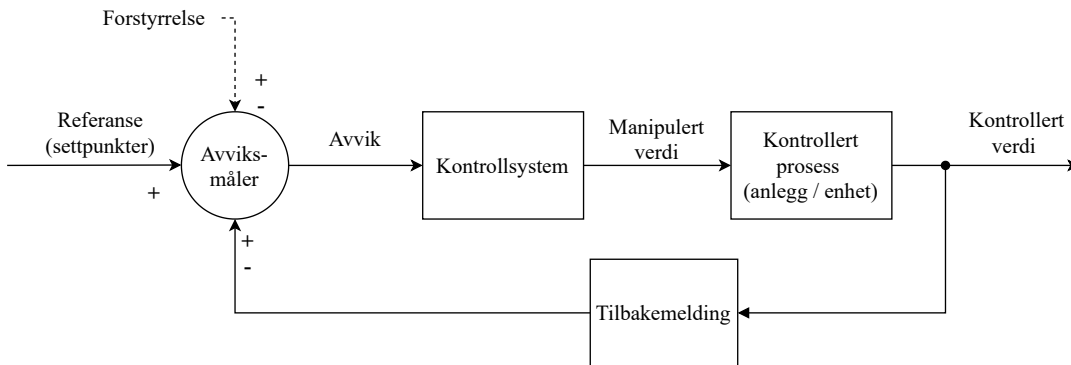 Forstyrrelse
+
-
Referanse
(settpunkter)
+
Avviks-
måler
Avvik
Kontrollsystem
Manipulert
verdi
Kontrollert
prosess
(anlegg / enhet)
Kontrollert
verdi
+
-
Tilbakemelding